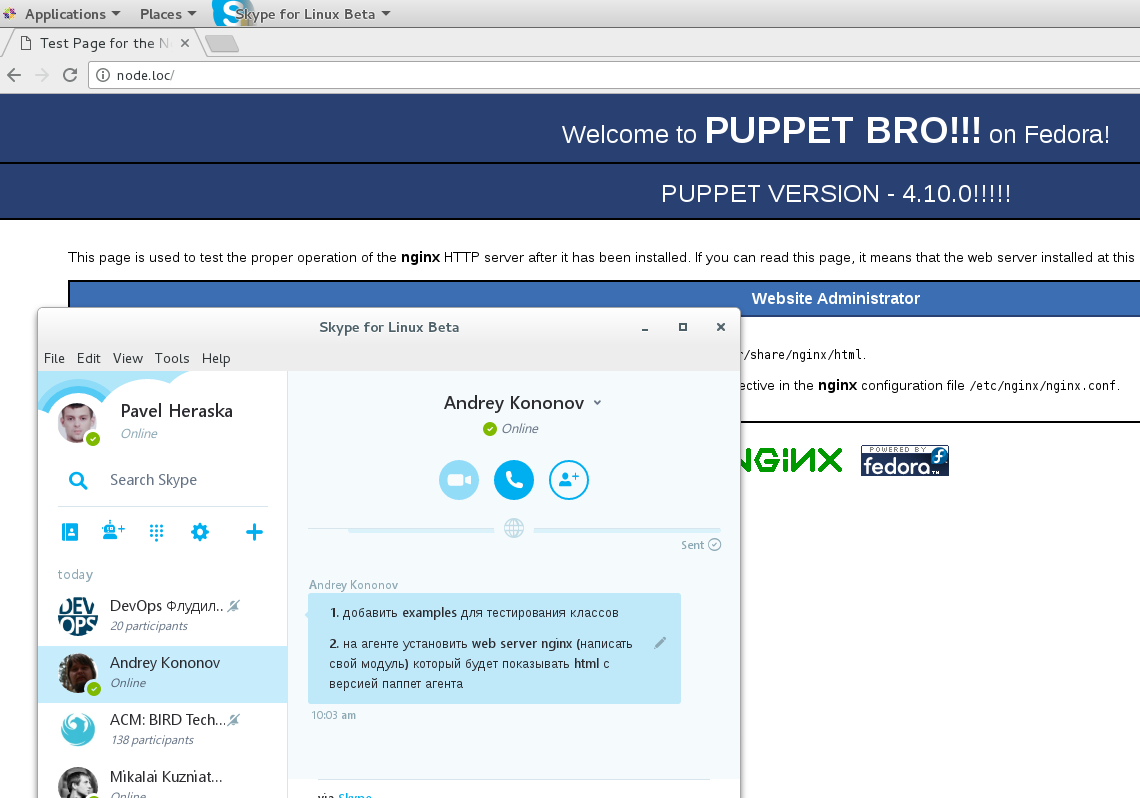 Applications Places Skype for Linux Beta
Test Page for the N
node.loc/
Welcome to PUPPET BRO!!! on Fedora!
PUPPET VERSION - 4.10.0!!!!!
This page is used to test the proper operation of the nginx HTTP server after it has been installed. If you can read this page, it means that the web server installed at this
Website Administrator
/share/nginx/html.
ective in the nginx configuration file /etc/nginx/nginx.conf.
NGiNX
POWERED BY
fedora™
Skype for Linux Beta
File Edit View Tools Help
Pavel Heraska
Online
Search Skype
today
DevOps Флудил..
20 participants
Andrey Kononov
Online
ACM: BIRD Tech...
138 participants
Mikalai Kuzniat...
Online
Andrey Kononov
Online
Sent
Andrey Kononov
1. добавить examples для тестирования классов
2. на агенте установить web server nginx (написать
свой модуль) который будет показывать html с
версией паппет агента
10:03 am
via Skype